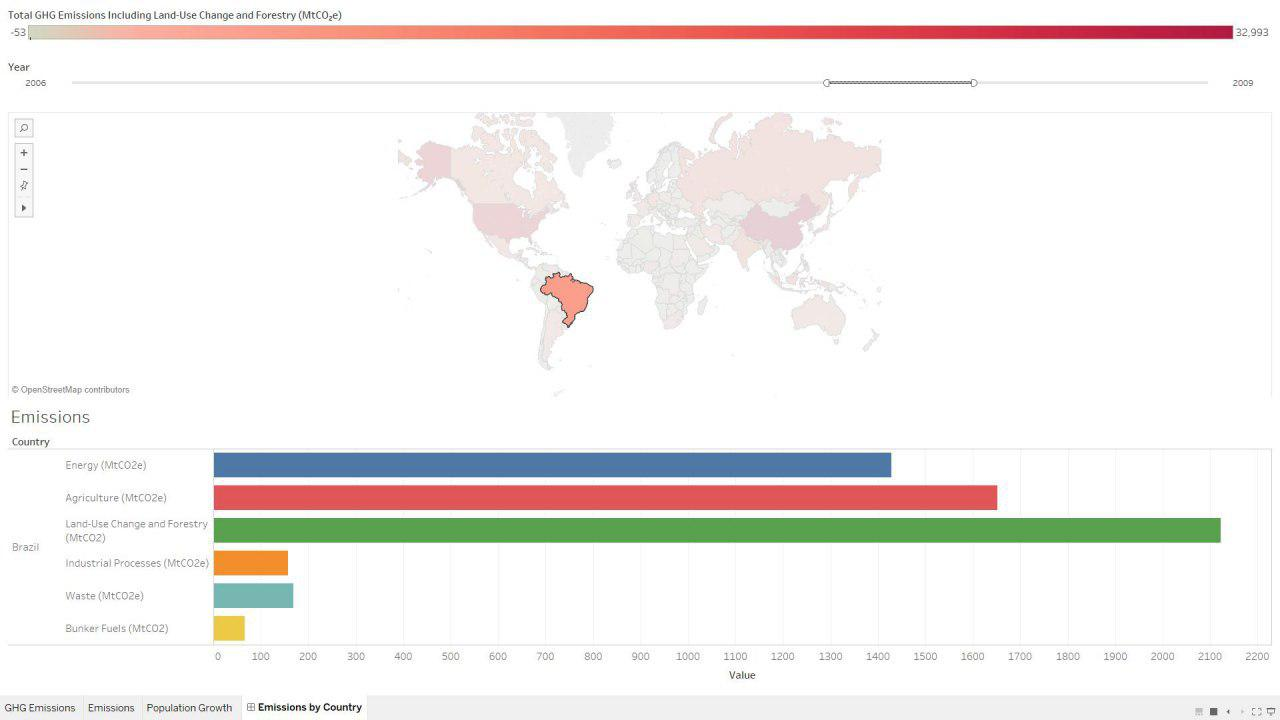 Total GHG Emissions Including Land-Use Change and Forestry (MtCO₂e)
-53 32,993
Year
2006 2009
© OpenStreetMap contributors
Emissions
Country
Energy (MtCO2e)
Agriculture (MtCO2e)
Land-Use Change and Forestry
(MtCO2)
Brazil
Industrial Processes (MtCO2e)
Waste (MtCO2e)
Bunker Fuels (MtCO2)
0 100 200 300 400 500 600 700 800 900 1000 1100 1200 1300 1400 1500 1600 1700 1800 1900 2000 2100 2200
Value
GHG Emissions Emissions Population Growth Emissions by Country